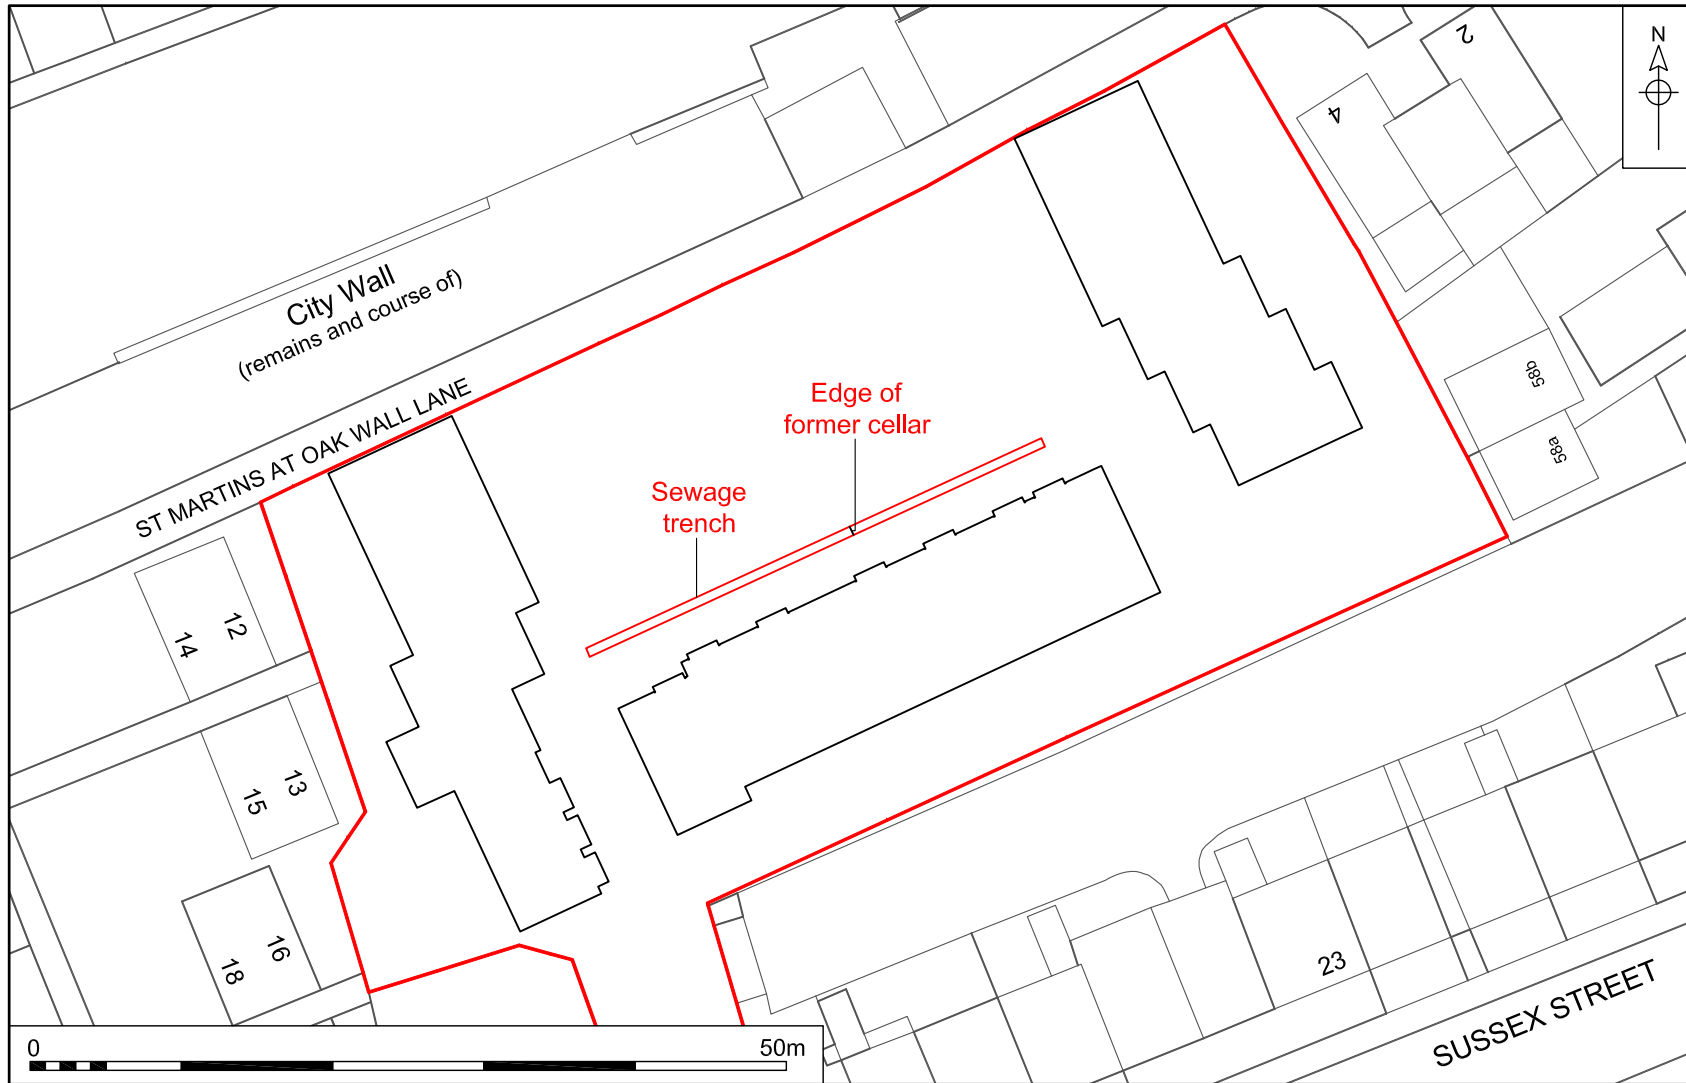 2
N
4
City Wall
(remains and course of)
58b
ST MARTINS AT OAK WALL LANE
Edge of
former cellar
58a
Sewage
trench
12
14
13
15
16
18
23
SUSSEX STREET
0
50m